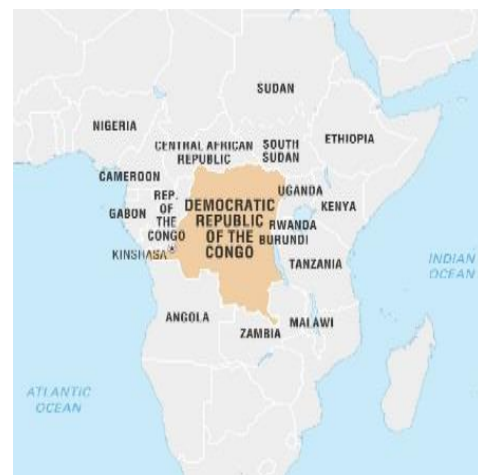 SUDAN
NIGERIA
ETHIOPIA
CENTRAL AFRICAN
REPUBLIC
SOUTH
SUDAN
CAMEROON
UGANDA
REP.
OF
THE
CONGO
GABON
DEMOCRATIC
REPUBLIC
OF THE
CONGO
KENYA
RWANDA
BURUNDI
KINSHASA
TANZANIA
INDIAN
OCEAN
ANGOLA
MALAWI
ZAMBIA
ATLANTIC
OCEAN